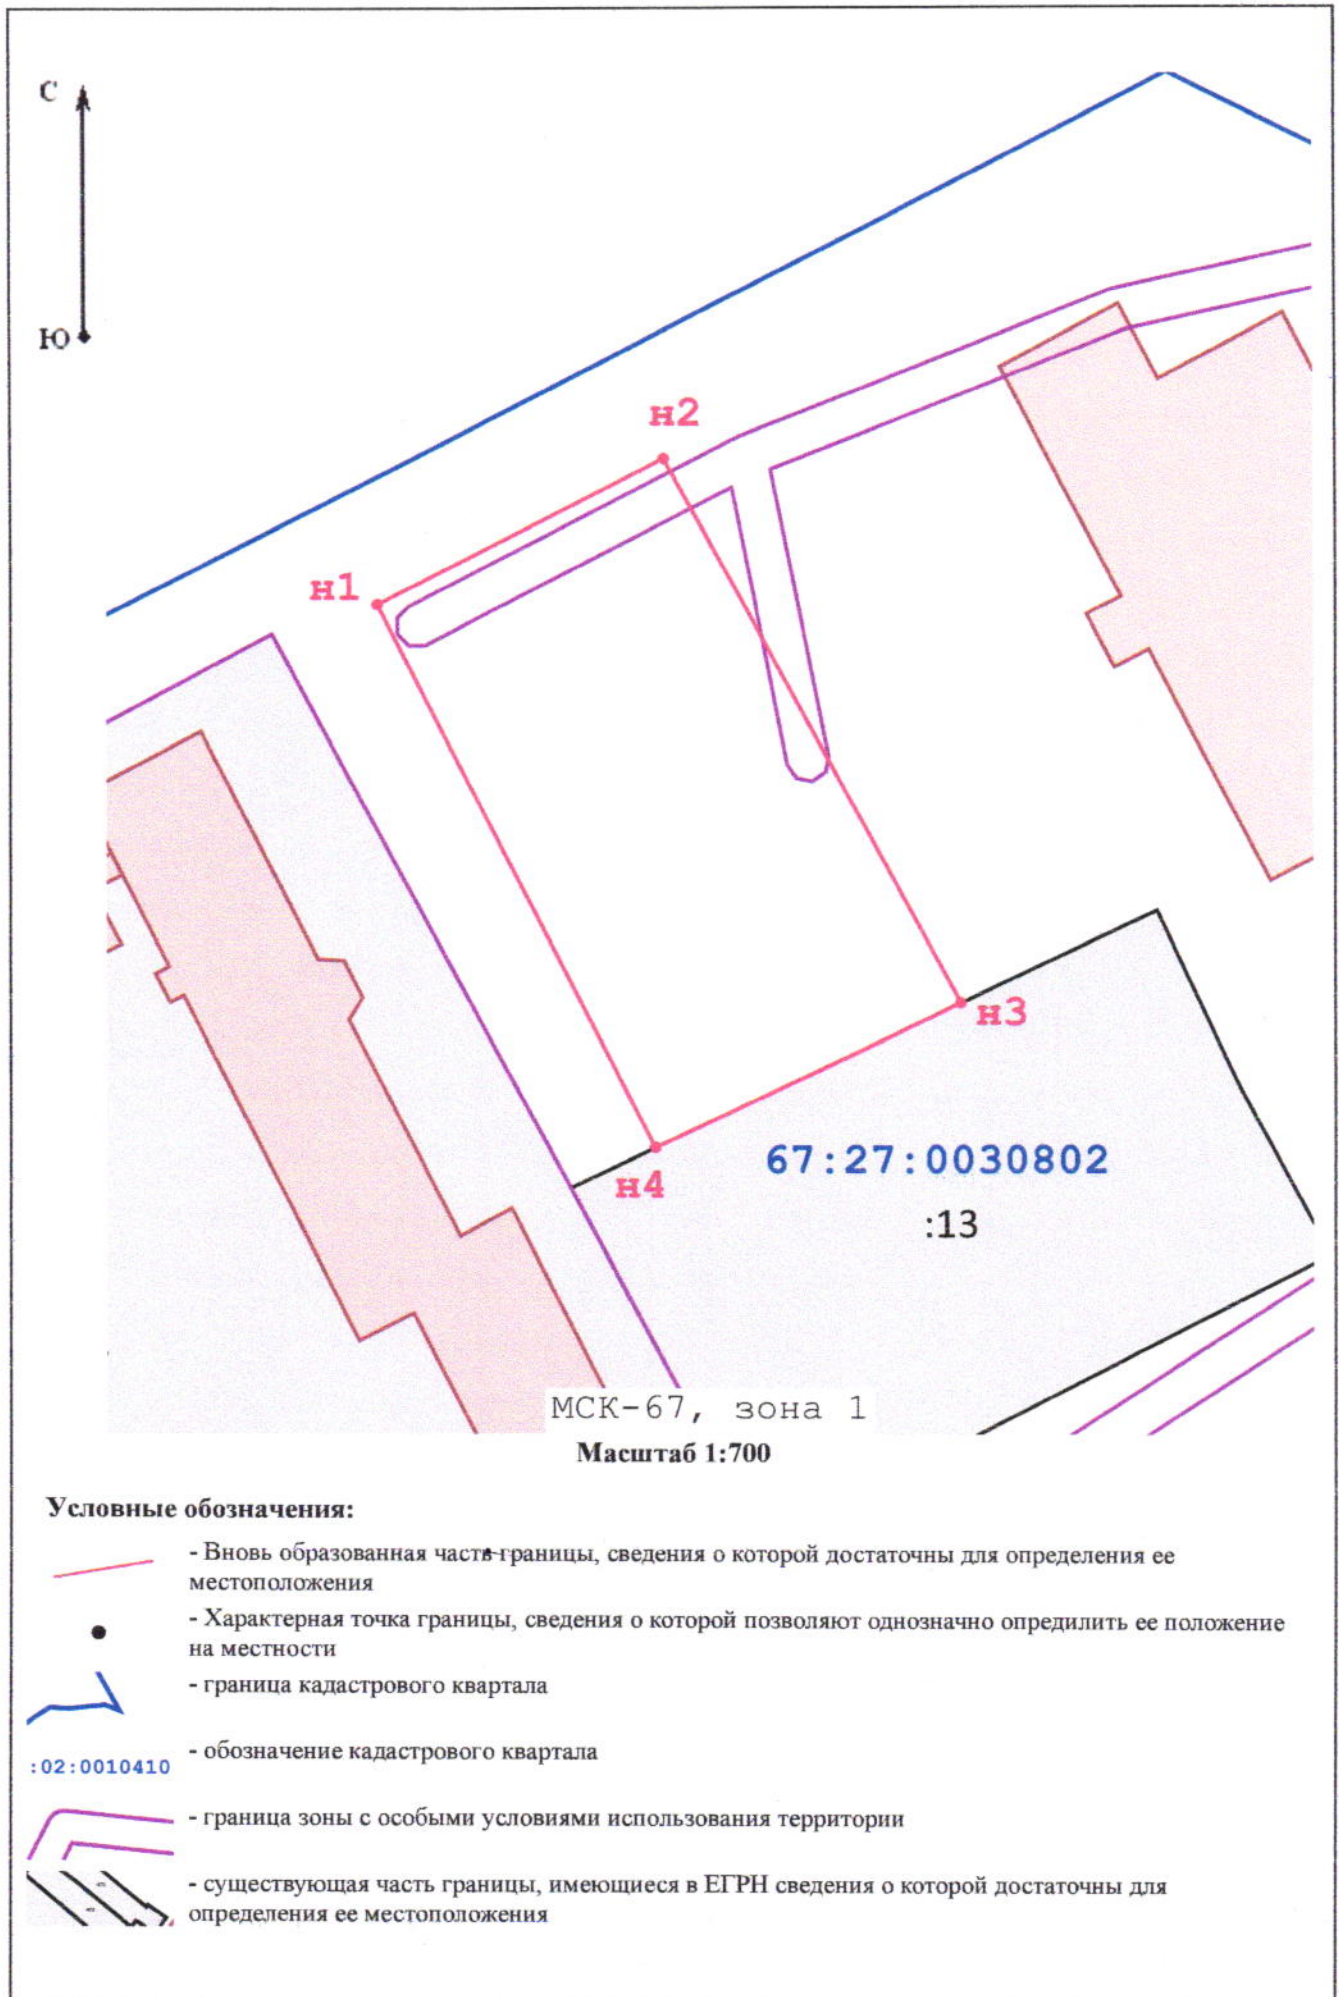 С
Ю
н2
н1
н3
н4
67:27:0030802
:13
МСК-67, зона 1
Масштаб 1:700
Условные обозначения:
- Вновь образованная часть границы, сведения о которой достаточны для определения ее
местоположения
- Характерная точка границы, сведения о которой позволяют однозначно опредилить ее положение
на местности
- граница кадастрового квартала
:02:0010410
- обозначение кадастрового квартала
- граница зоны с особыми условиями использования территории
- существующая часть границы, имеющиеся в ЕГРН сведения о которой достаточны для
определения ее местоположения